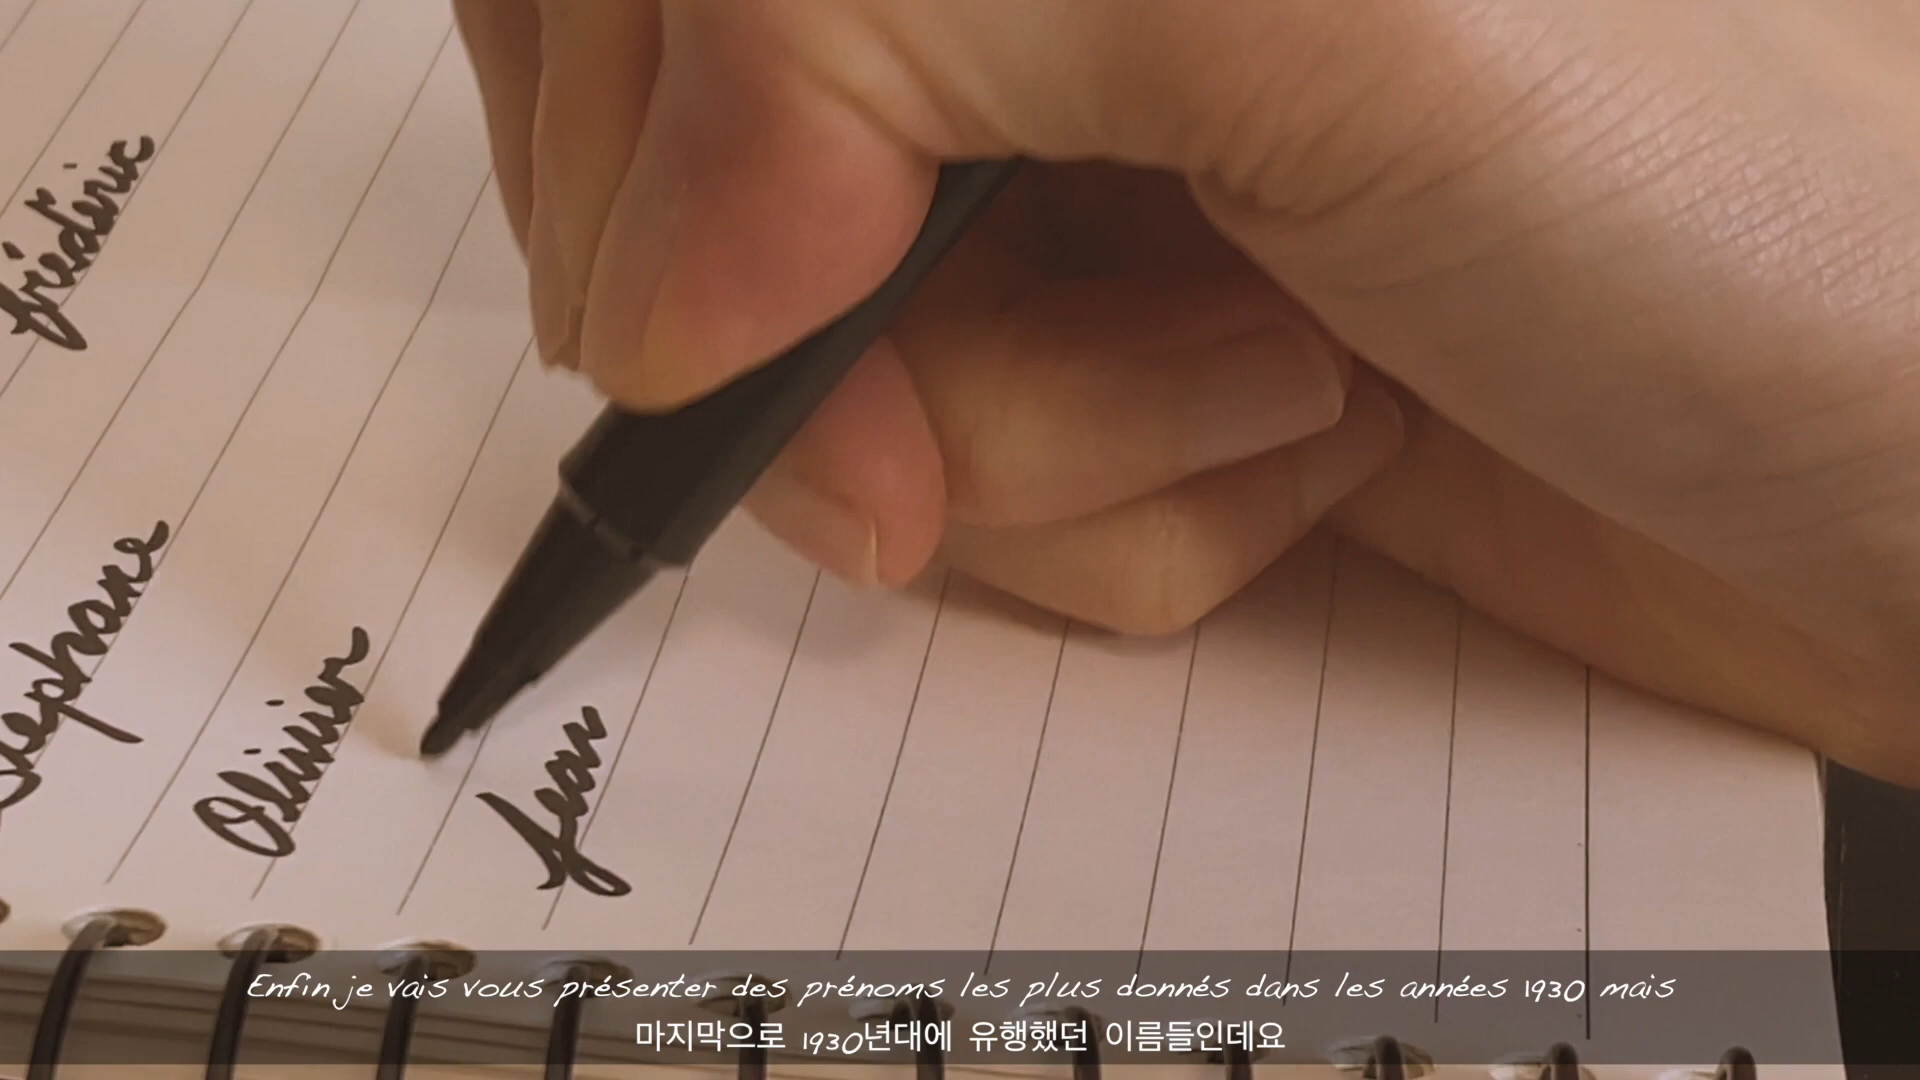 frédéric
Stéphane
Olivier
Jean
Enfin je vais vous présenter des prénoms les plus donnés dans les années 1930 mais
마지막으로 1930년대에 유행했던 이름들인데요